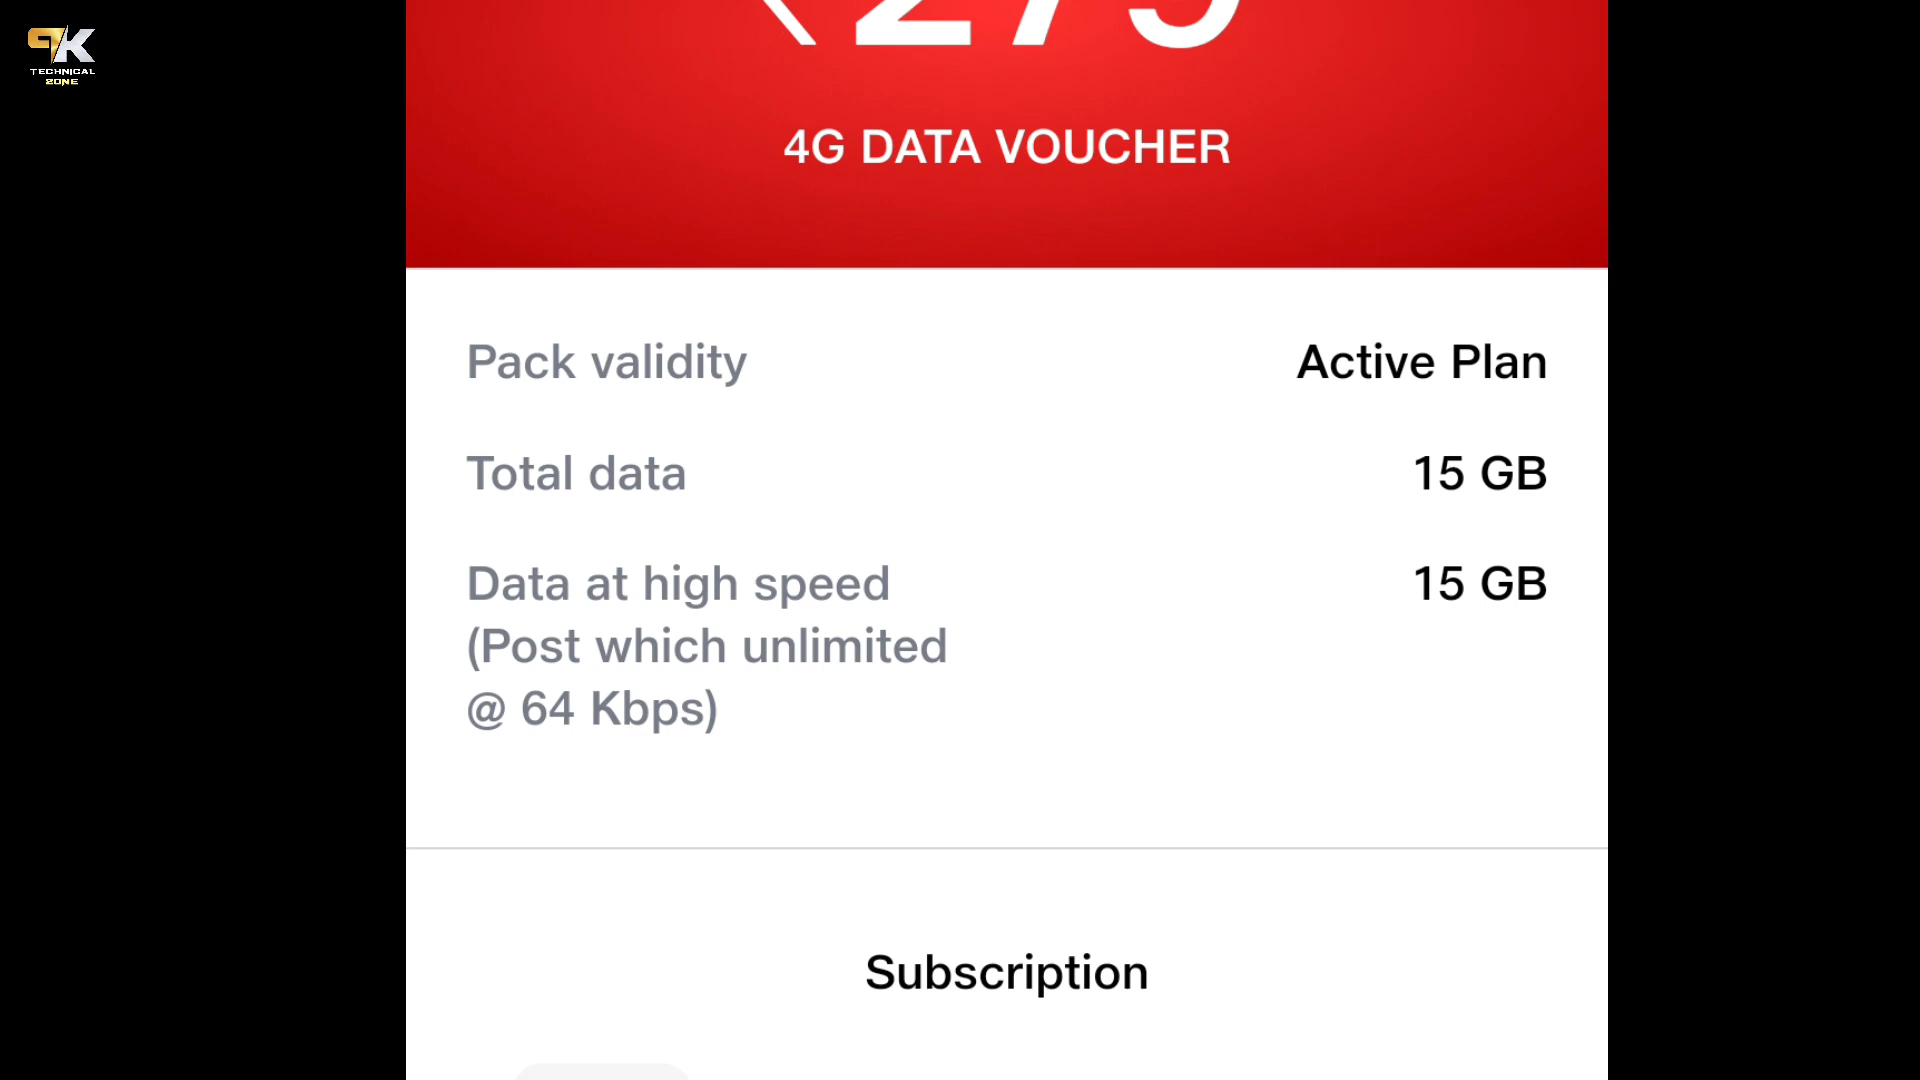 PK
TECHNICAL
ZONE
4G DATA VOUCHER
Pack validity
Active Plan
Total data
15 GB
Data at high speed
15 GB
(Post which unlimited
@ 64 Kbps)
Subscription